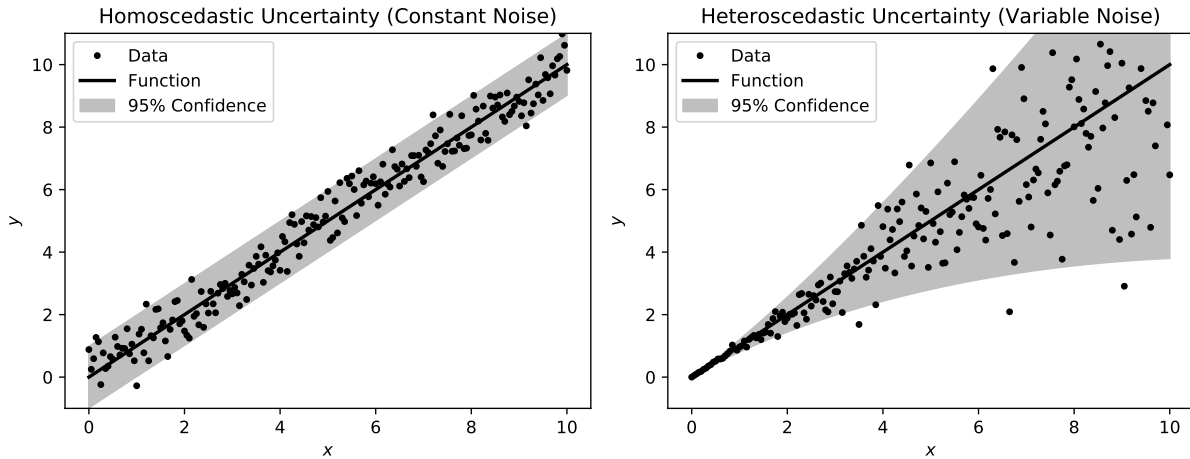 Homoscedastic Uncertainty (Constant Noise)
Data
Function
95% Confidence
10
8
6
4
2
0
y
0 2 4 6 8 10
x
Heteroscedastic Uncertainty (Variable Noise)
Data
Function
95% Confidence
10
8
6
4
2
0
y
0 2 4 6 8 10
x